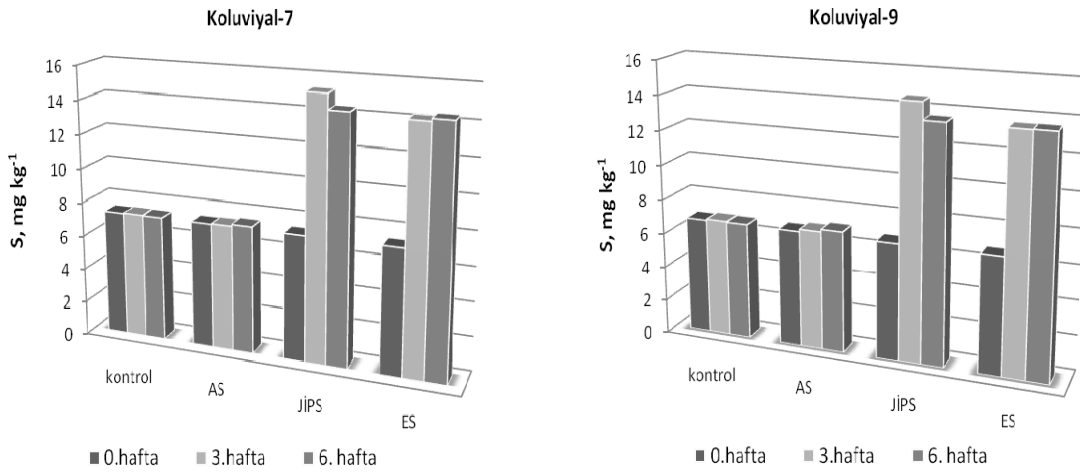 Koluviyal-7
S, mg kg-1
16
14
12
10
8
6
4
2
0
kontrol
AS
JİPS
ES
0.hafta 3.hafta 6. hafta
Koluviyal-9
S, mg kg-1
16
14
12
10
8
6
4
2
0
kontrol
AS
JİPS
ES
0.hafta 3.hafta 6. hafta